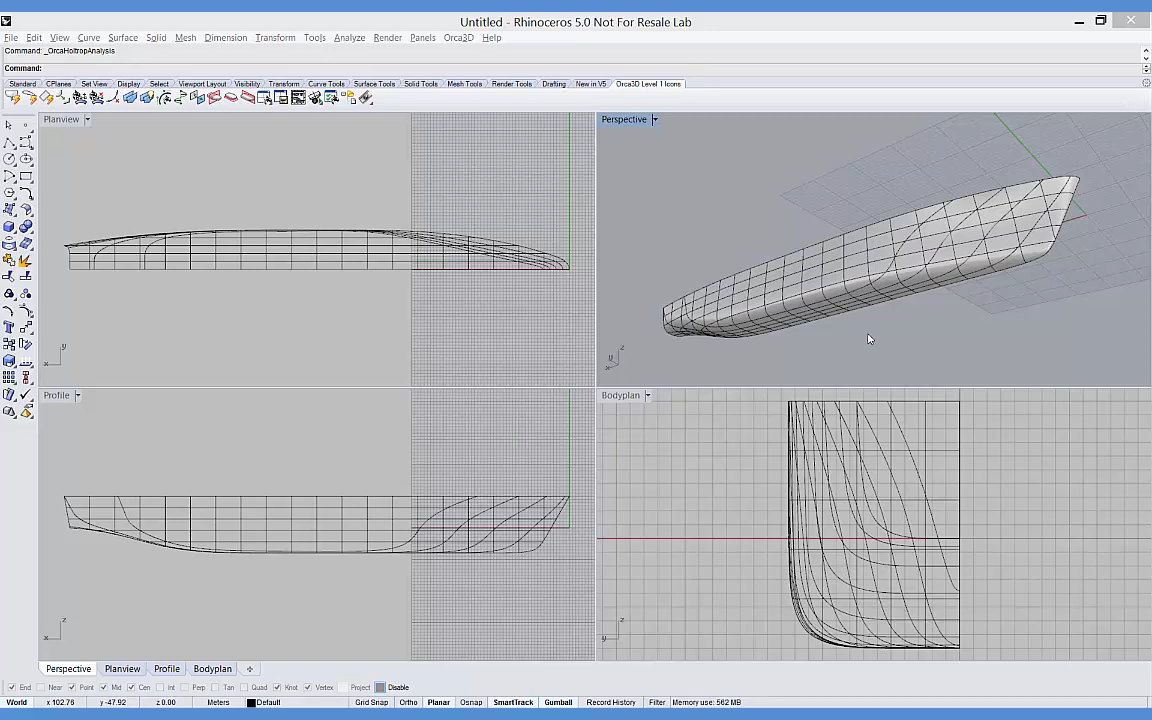 Untitled - Rhinoceros 5.0 Not For Resale Lab
File Edit View Curve Surface Solid Mesh Dimension Transform Tools Analyze Render Panels Orca3D Help
Command: _OrcaHoltropAnalysis
Command:
Standard CPlanes Set View Display Select Viewport Layout Visibility Transform Curve Tools Surface Tools Solid Tools Mesh Tools Render Tools Drafting New in V5 Orca3D Level 1 Icons
Planview Perspective
y x
z y x
Profile Bodyplan
z x
z y
Perspective Planview Profile Bodyplan
End Near Point Mid Cen Int Perp Tan Quad Knot Vertex Project Disable
World x 102.76 y -47.92 z 0.00 Meters Default Grid Snap Ortho Planar Osnap SmartTrack Gumball Record History Filter Memory use: 562 MB